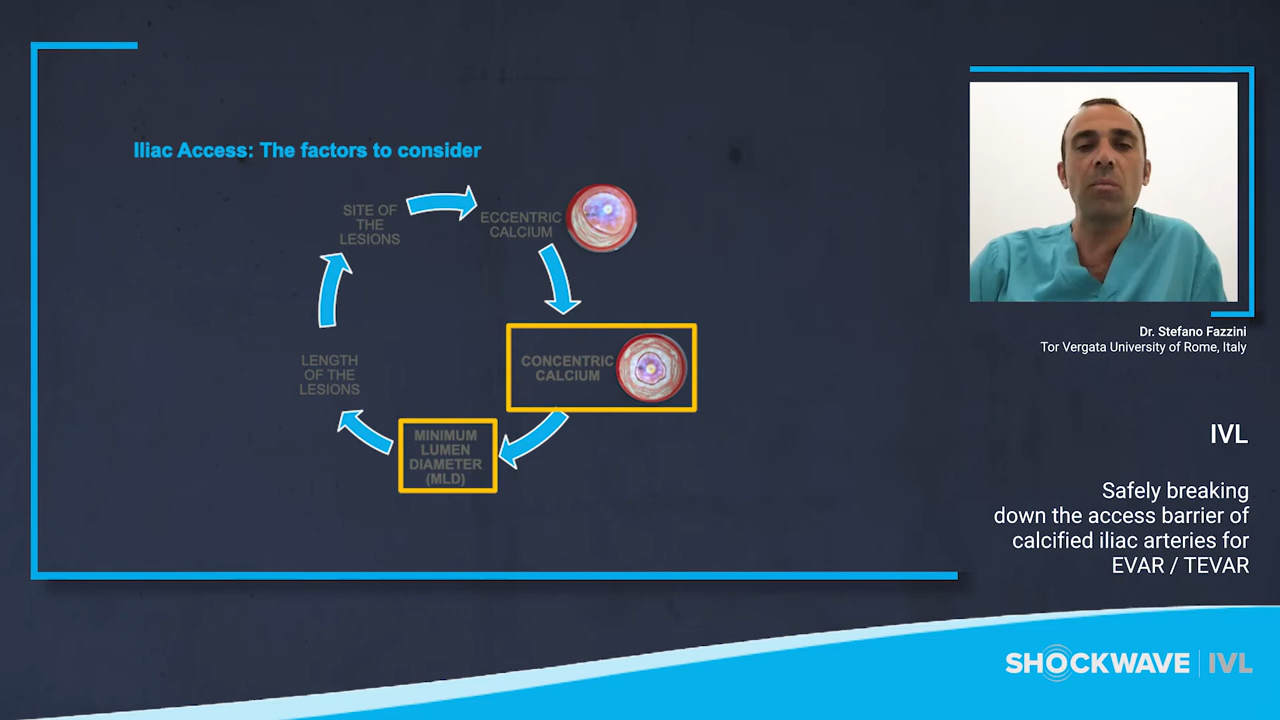 Iliac Access: The factors to consider
SITE OF
THE
LESIONS
ECCENTRIC
CALCIUM
CONCENTRIC
CALCIUM
MINIMUM
LUMEN
DIAMETER
(MLD)
LENGTH
OF THE
LESIONS
Dr. Stefano Fazzini
Tor Vergata University of Rome, Italy
IVL
Safely breaking
down the access barrier of
calcified iliac arteries for
EVAR / TEVAR
SHOCKWAVE | IVL